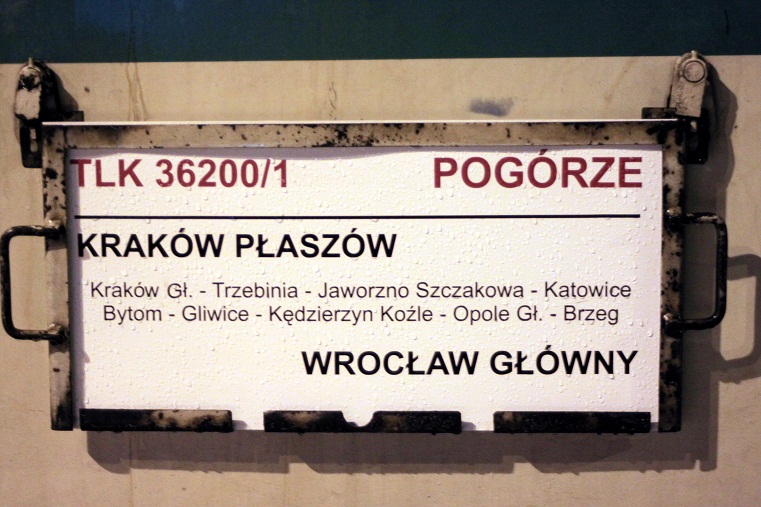 TLK 36200/1 POGÓRZE
KRAKÓW PŁASZÓW
Kraków Gł. - Trzebinia - Jaworzno Szczakowa - Katowice
Bytom - Gliwice - Kędzierzyn Koźle - Opole Gł. - Brzeg
WROCŁAW GŁÓWNY